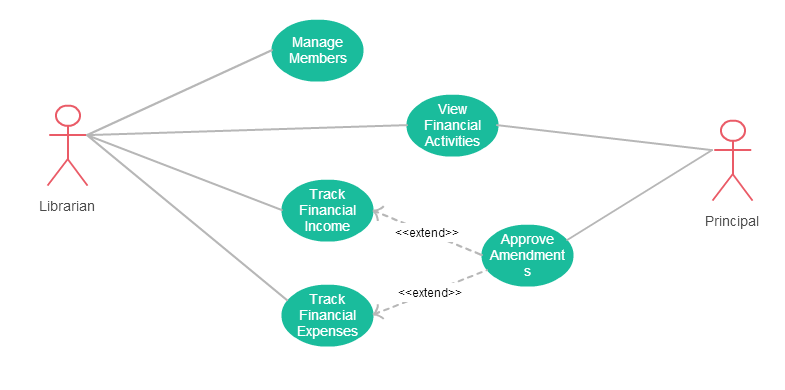 Manage
Members
View
Financial
Activities
Librarian
Track
Financial
Income
Principal
<<extend>>
Approve
Amendment
s
<<extend>>
Track
Financial
Expenses